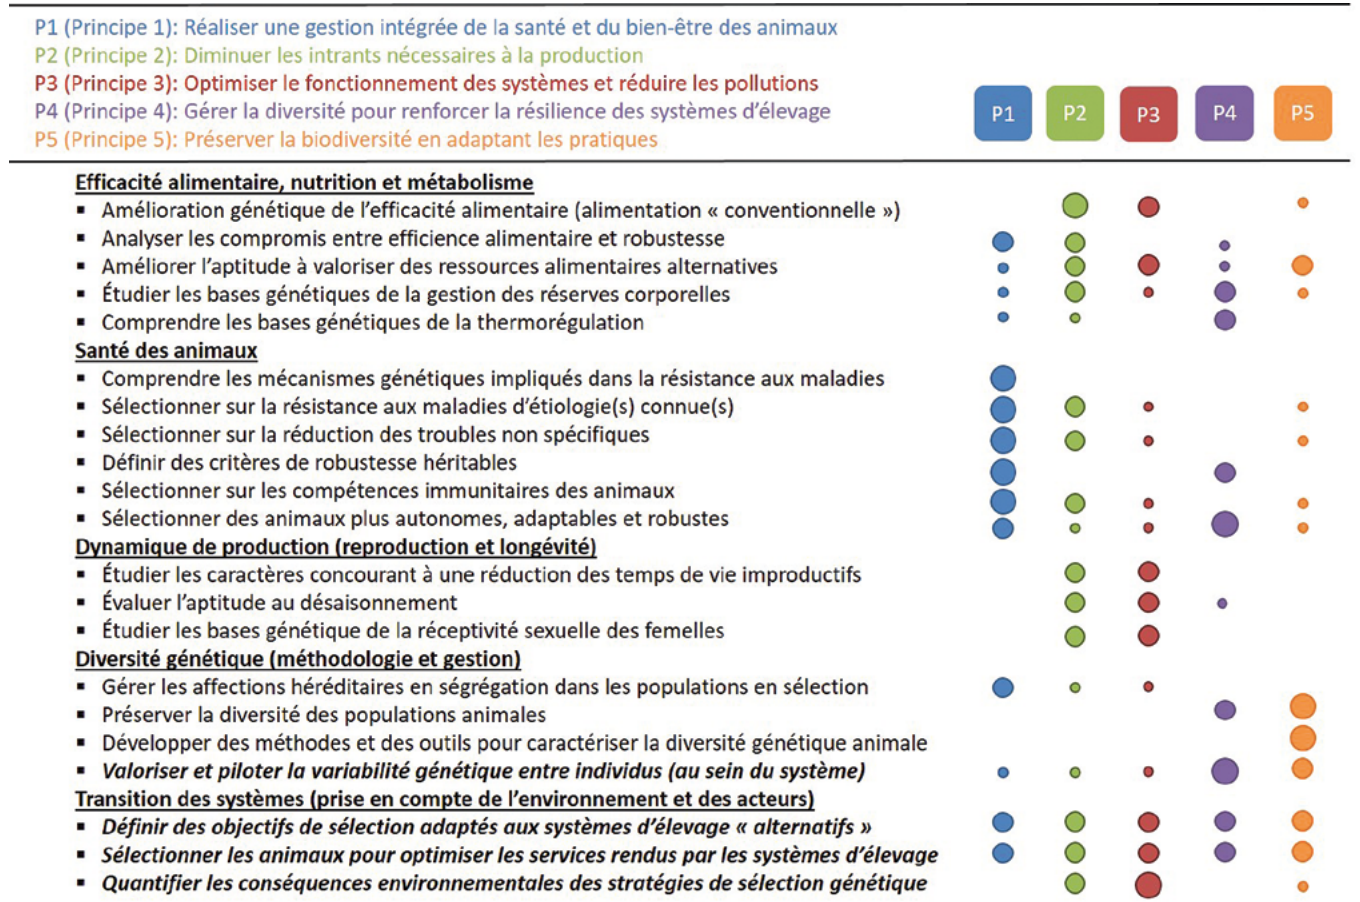 P1 (Principe 1): Réaliser une gestion intégrée de la santé et du bien-être des animaux
P2 (Principe 2): Diminuer les intrants nécessaires à la production
P3 (Principe 3): Optimiser le fonctionnement des systèmes et réduire les pollutions
P4 (Principe 4): Gérer la diversité pour renforcer la résilience des systèmes d'élevage
P5 (Principe 5): Préserver la biodiversité en adaptant les pratiques
P1 P2 P3 P4 P5
Efficacité alimentaire, nutrition et métabolisme
▪ Amélioration génétique de l'efficacité alimentaire (alimentation « conventionnelle »)
▪ Analyser les compromis entre efficience alimentaire et robustesse
▪ Améliorer l'aptitude à valoriser des ressources alimentaires alternatives
▪ Étudier les bases génétiques de la gestion des réserves corporelles
▪ Comprendre les bases génétiques de la thermorégulation
Santé des animaux
▪ Comprendre les mécanismes génétiques impliqués dans la résistance aux maladies
▪ Sélectionner sur la résistance aux maladies d'étiologie(s) connue(s)
▪ Sélectionner sur la réduction des troubles non spécifiques
▪ Définir des critères de robustesse héritables
▪ Sélectionner sur les compétences immunitaires des animaux
▪ Sélectionner des animaux plus autonomes, adaptables et robustes
Dynamique de production (reproduction et longévité)
▪ Étudier les caractères concourant à une réduction des temps de vie improductifs
▪ Évaluer l'aptitude au désaisonnement
▪ Étudier les bases génétique de la réceptivité sexuelle des femelles
Diversité génétique (méthodologie et gestion)
▪ Gérer les affections héréditaires en ségrégation dans les populations en sélection
▪ Préserver la diversité des populations animales
▪ Développer des méthodes et des outils pour caractériser la diversité génétique animale
▪ Valoriser et piloter la variabilité génétique entre individus (au sein du système)
Transition des systèmes (prise en compte de l'environnement et des acteurs)
▪ Définir des objectifs de sélection adaptés aux systèmes d'élevage « alternatifs »
▪ Sélectionner les animaux pour optimiser les services rendus par les systèmes d'élevage
▪ Quantifier les conséquences environnementales des stratégies de sélection génétique